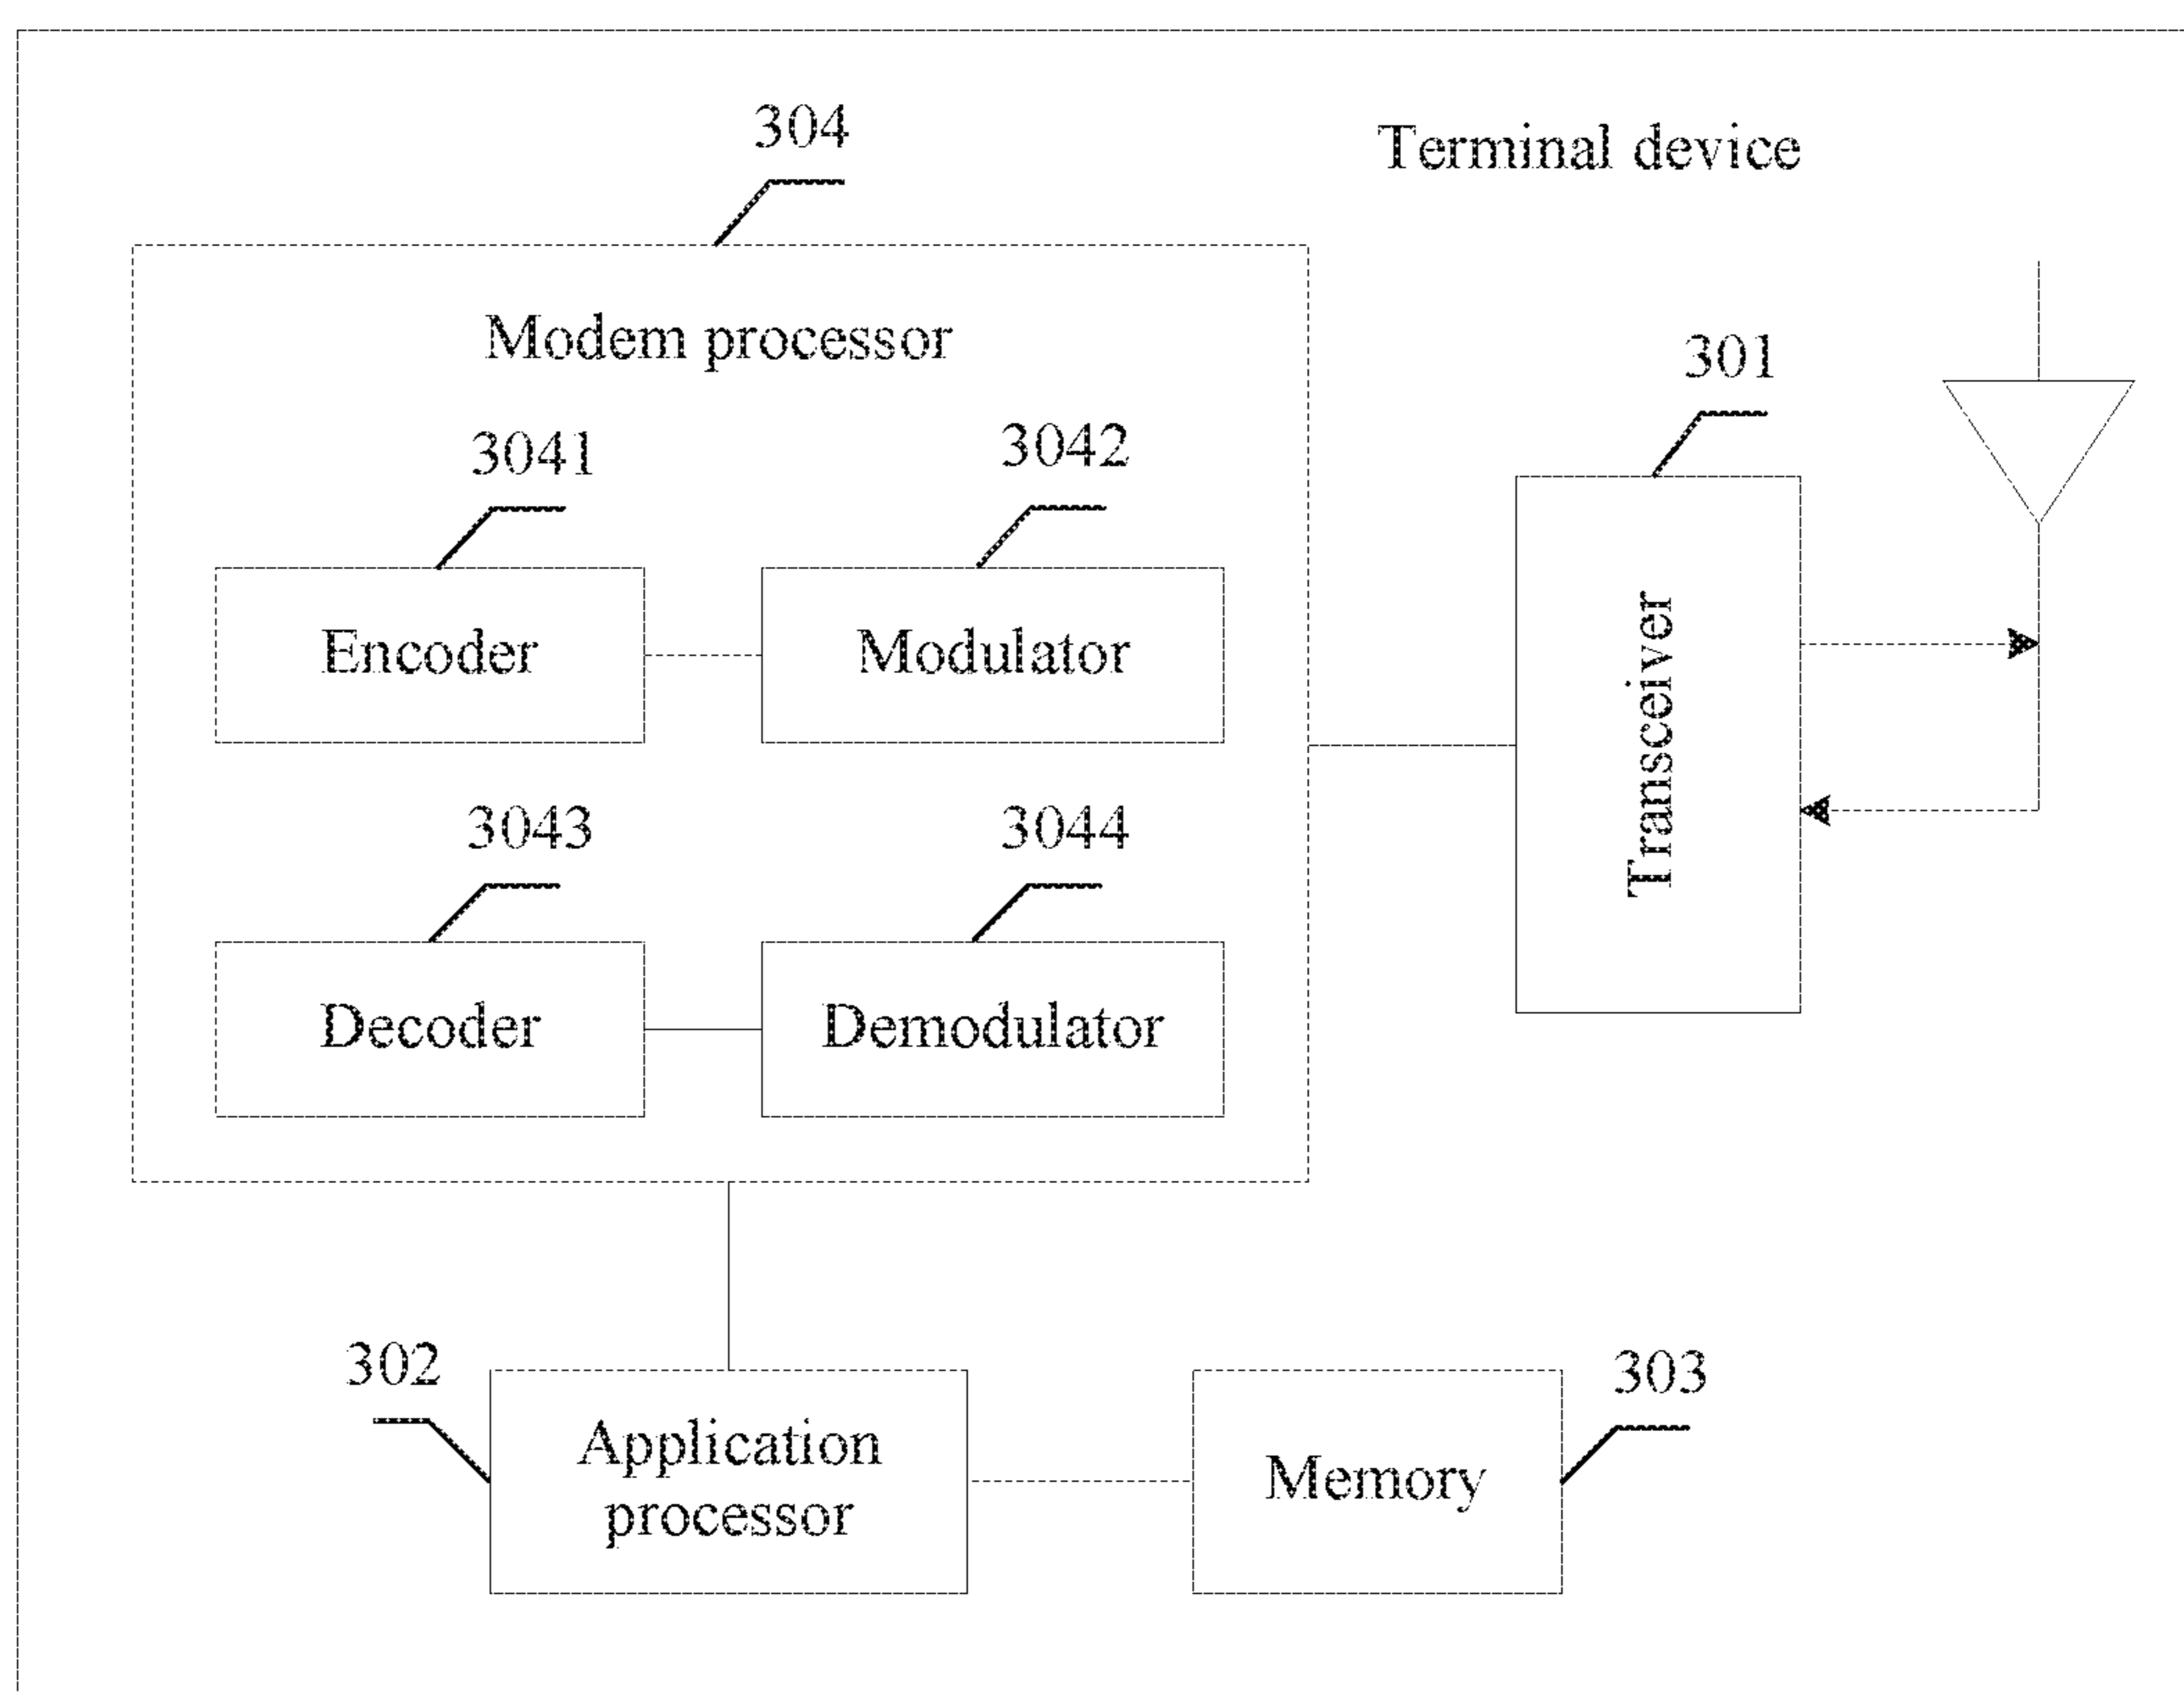 304
Terminal device
Modem processor
301
3041
3042
Encoder
Modulator
Transceiver
3043
3044
Decoder
Demodulator
302
Application
processor
303
Memory